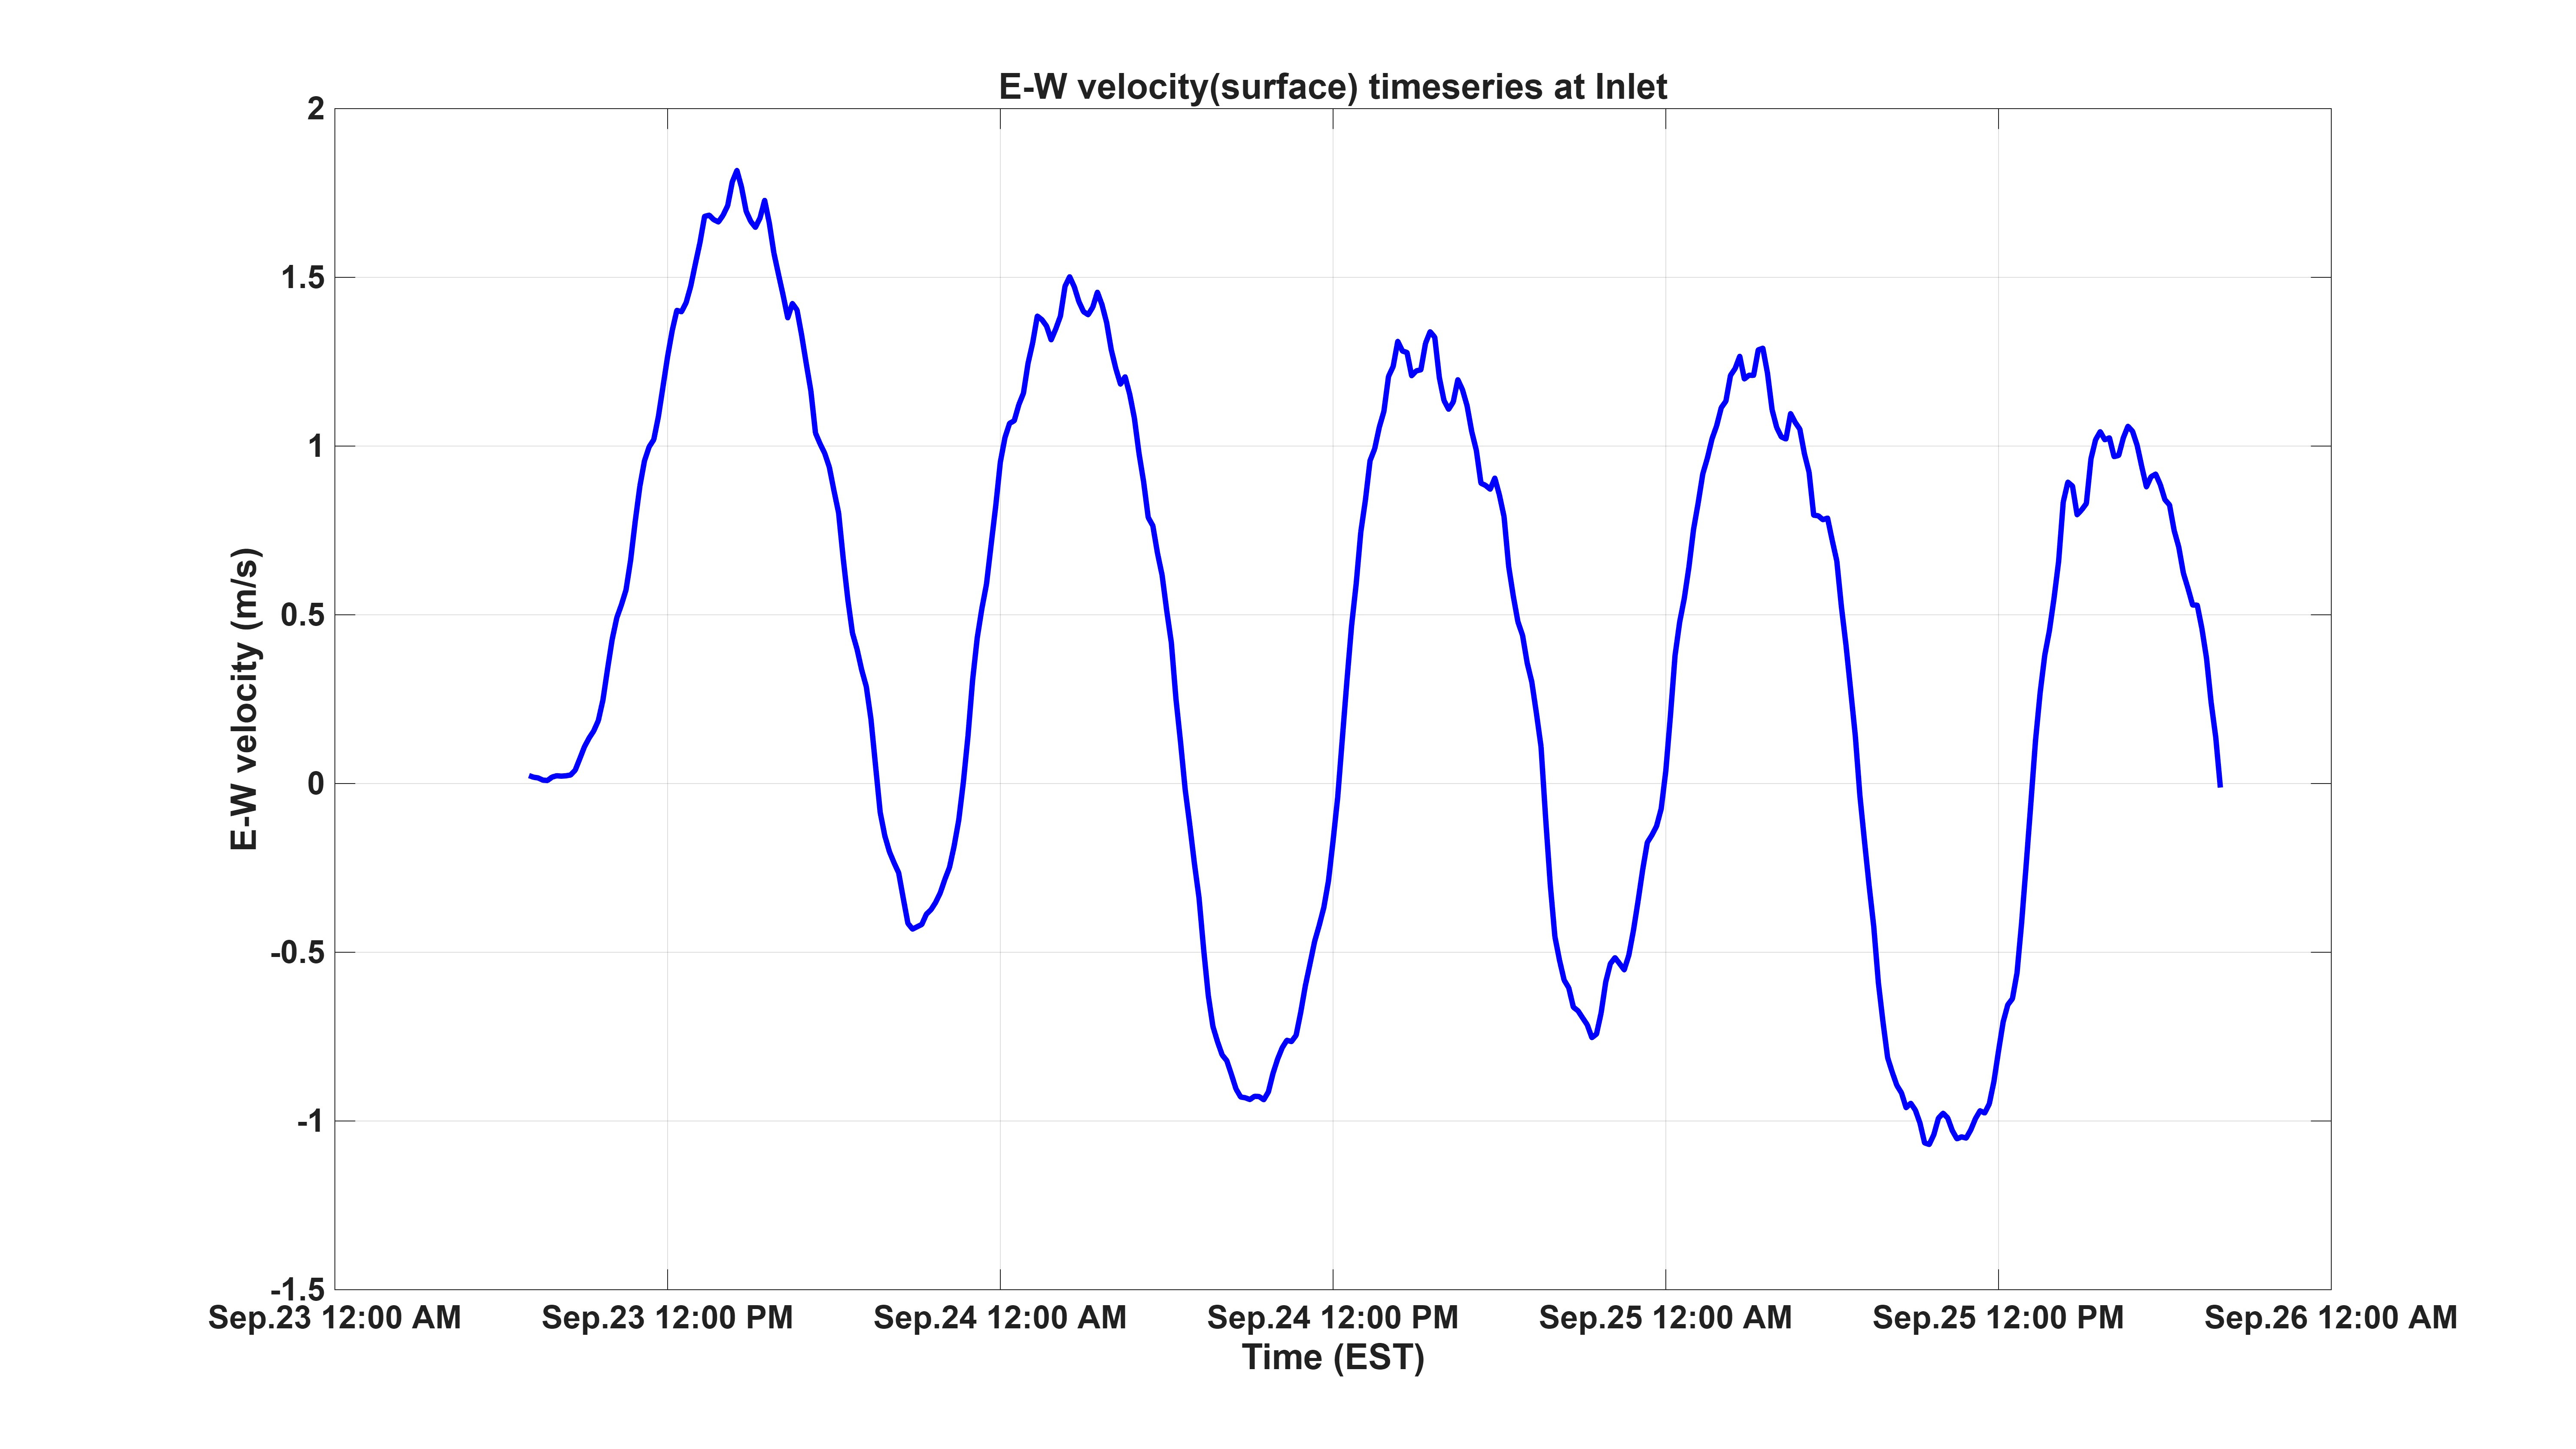 E-W velocity(surface) timeseries at Inlet
2
1.5
1
0.5
0
-0.5
-1
-1.5
E-W velocity (m/s)
Sep.23 12:00 AM Sep.23 12:00 PM Sep.24 12:00 AM Sep.24 12:00 PM Sep.25 12:00 AM Sep.25 12:00 PM Sep.26 12:00 AM
Time (EST)